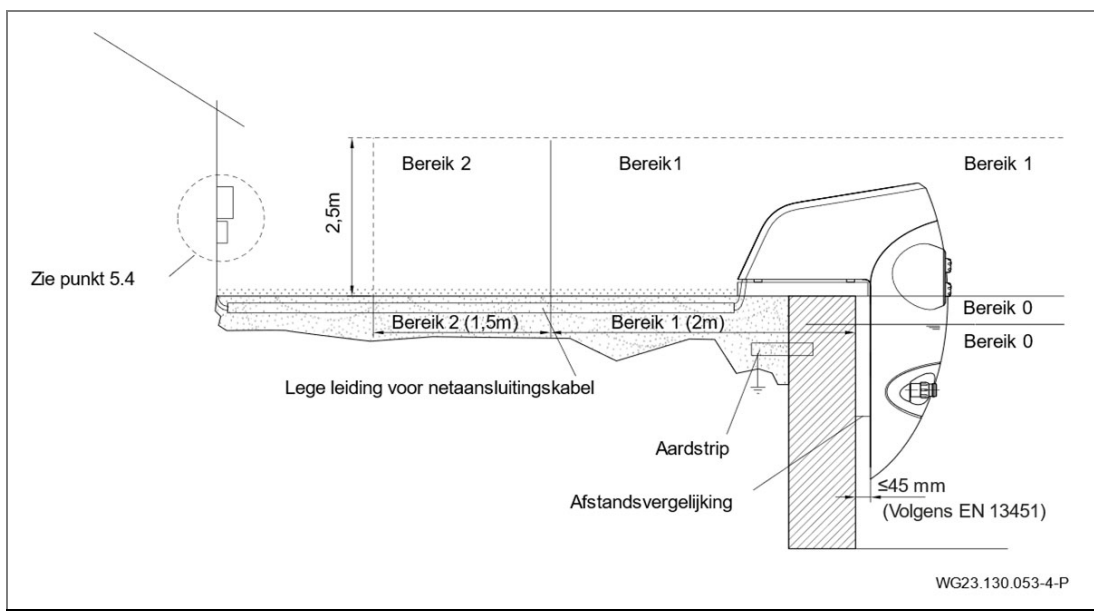 Bereik 2
Bereik1
Bereik 1
2,5m
Zie punkt 5.4
Bereik 0
Bereik 2 (1,5m)
Bereik 1 (2m)
Bereik 0
Lege leiding voor netaansluitingskabel
Aardstrip
Afstandsvergelijking
≤45 mm
(Volgens EN 13451)
WG23.130.053-4-P